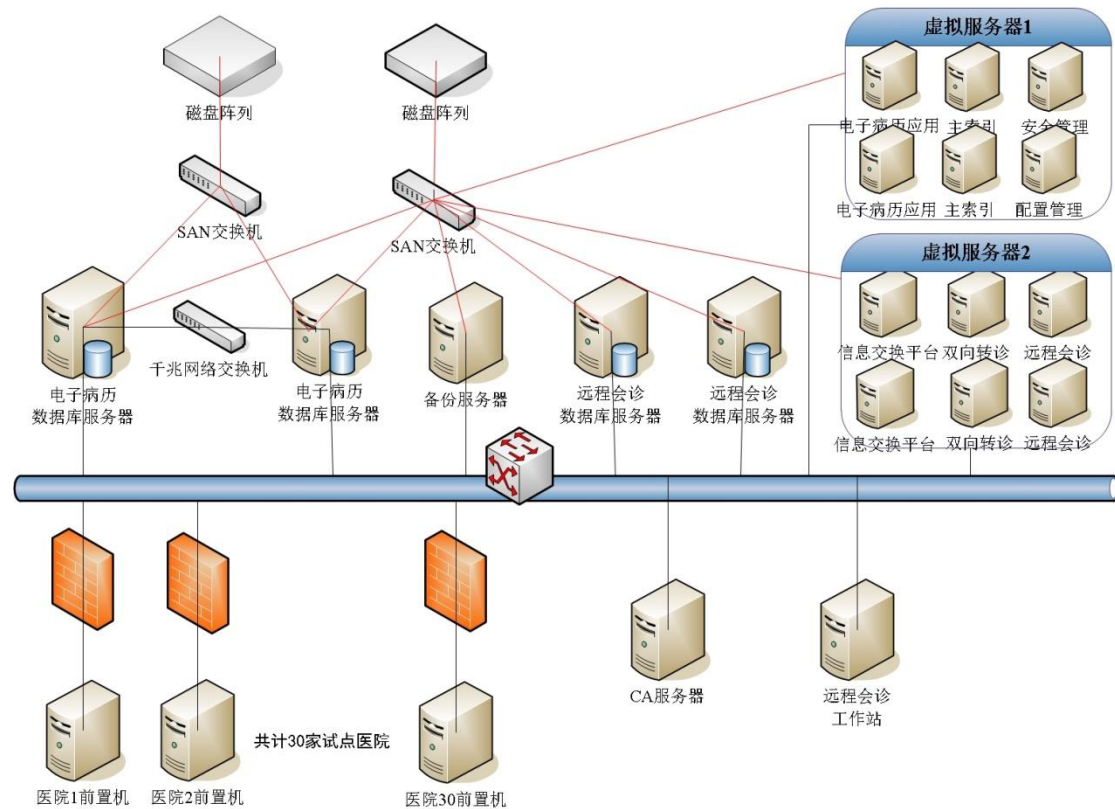 虚拟服务器1
磁盘阵列
磁盘阵列
电子病历应用
主索引
安全管理
电子病历应用
主索引
配置管理
SAN交换机
SAN交换机
虚拟服务器2
信息交换平台
双向转诊
远程会诊
信息交换平台
双向转诊
远程会诊
千兆网络交换机
电子病历
数据库服务器
电子病历
数据库服务器
备份服务器
远程会诊
数据库服务器
远程会诊
数据库服务器
CA服务器
远程会诊
工作站
共计30家试点医院
医院1前置机
医院2前置机
医院30前置机